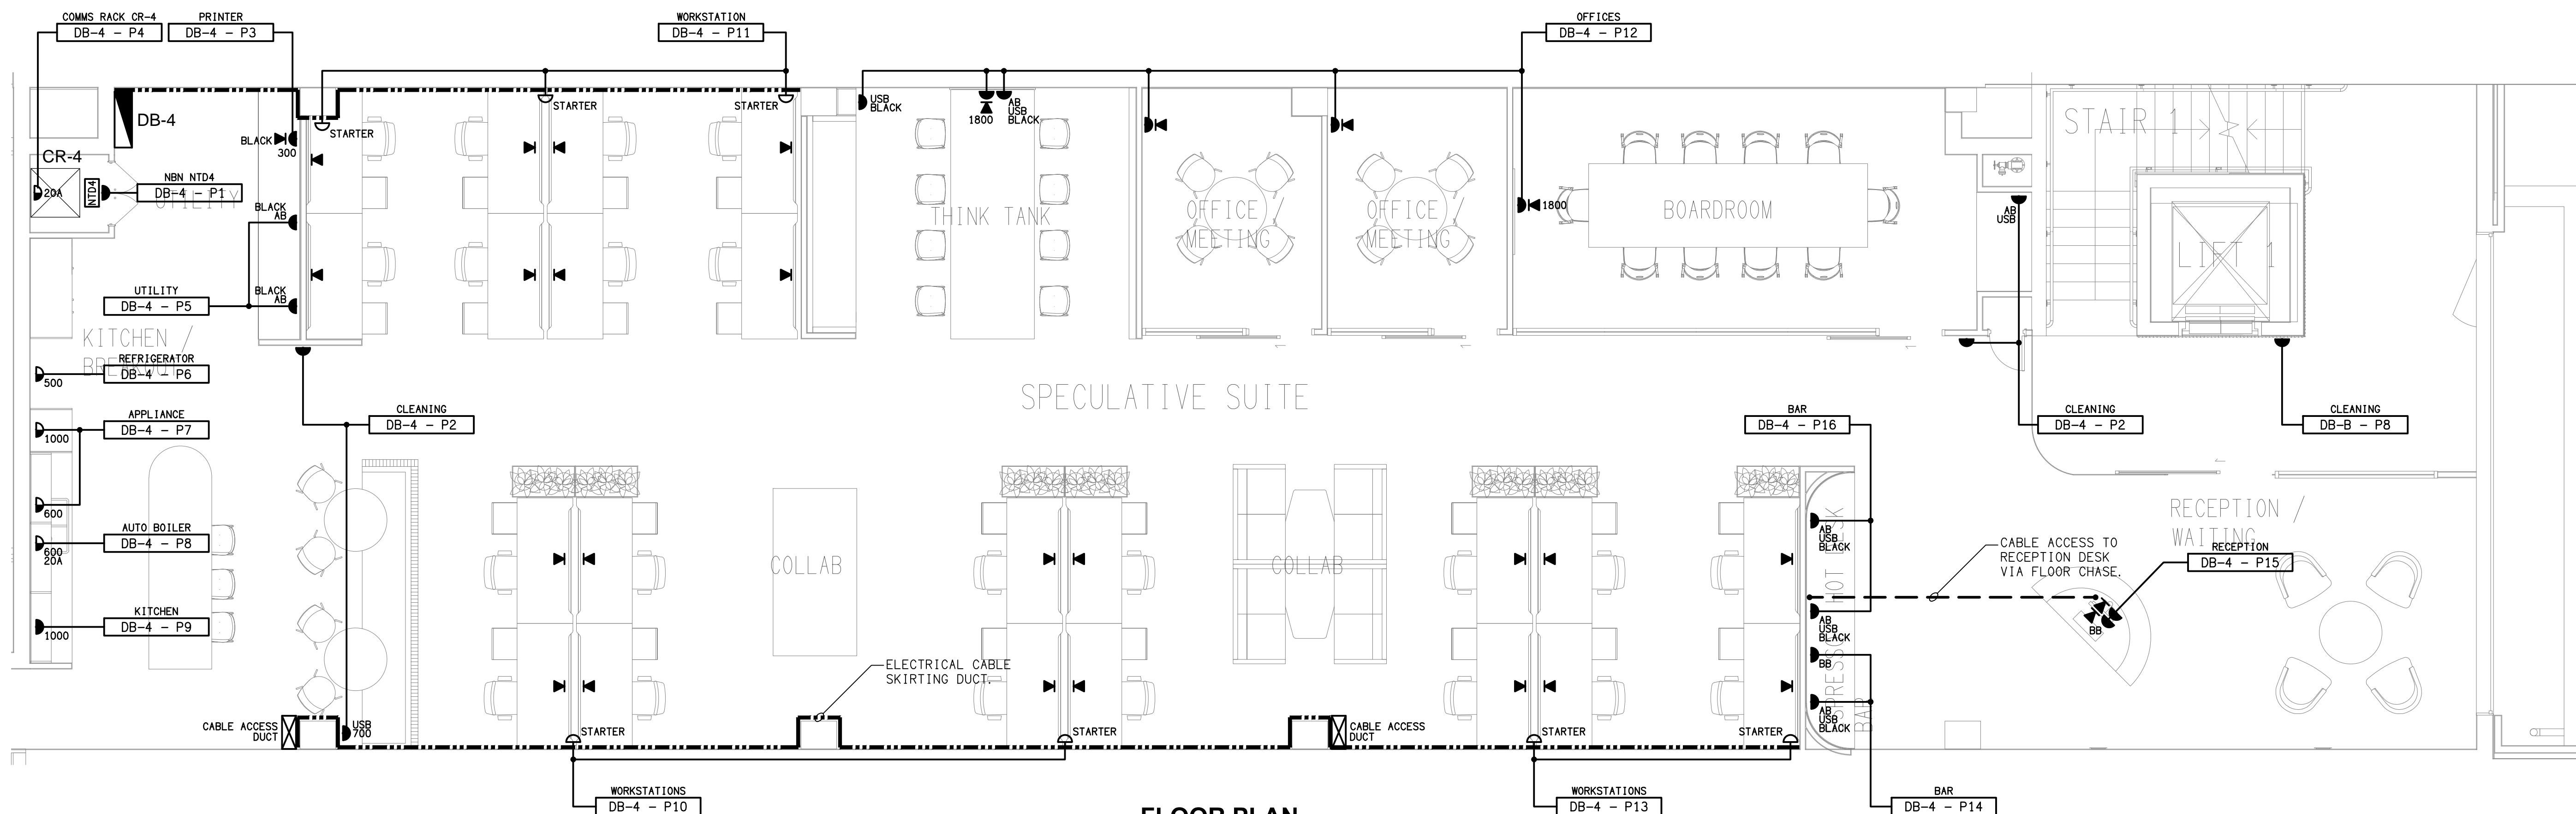 COMMS RACK CR-4
DB-4 - P4
PRINTER
DB-4 - P3
WORKSTATION
DB-4 - P11
OFFICES
DB-4 - P12
DB-4
BLACK
300
STARTER
STARTER
STARTER
USB
BLACK
1800
AB
USB
BLACK
STAIR 1
CR-4
20A
NTD4
NBN NTD4
DB-4 - P1
UTILITY
BLACK
AB
THINK TANK
OFFICE /
MEETING
OFFICE /
MEETING
1800
BOARDROOM
AB
USB
LIFT 1
UTILITY
DB-4 - P5
BLACK
AB
KITCHEN /
BREAKOUT
REFRIGERATOR
DB-4 - P6
500
SPECULATIVE SUITE
APPLIANCE
DB-4 - P7
1000
600
CLEANING
DB-4 - P2
BAR
DB-4 - P16
CLEANING
DB-4 - P2
CLEANING
DB-B - P8
AUTO BOILER
DB-4 - P8
600
20A
KITCHEN
DB-4 - P9
1000
COLLAB
COLLAB
AB
USB
BLACK
AB
USB
BLACK
BB
AB
USB
BLACK
ESPRESSO / HOT DESK
BAR
CABLE ACCESS TO
RECEPTION DESK
VIA FLOOR CHASE.
RECEPTION /
WAITING
RECEPTION
DB-4 - P15
BB
ELECTRICAL CABLE
SKIRTING DUCT.
CABLE ACCESS
DUCT
USB
700
STARTER
STARTER
CABLE ACCESS
DUCT
STARTER
STARTER
WORKSTATIONS
DB-4 - P10
FLOOR PLAN
WORKSTATIONS
DB-4 - P13
BAR
DB-4 - P14